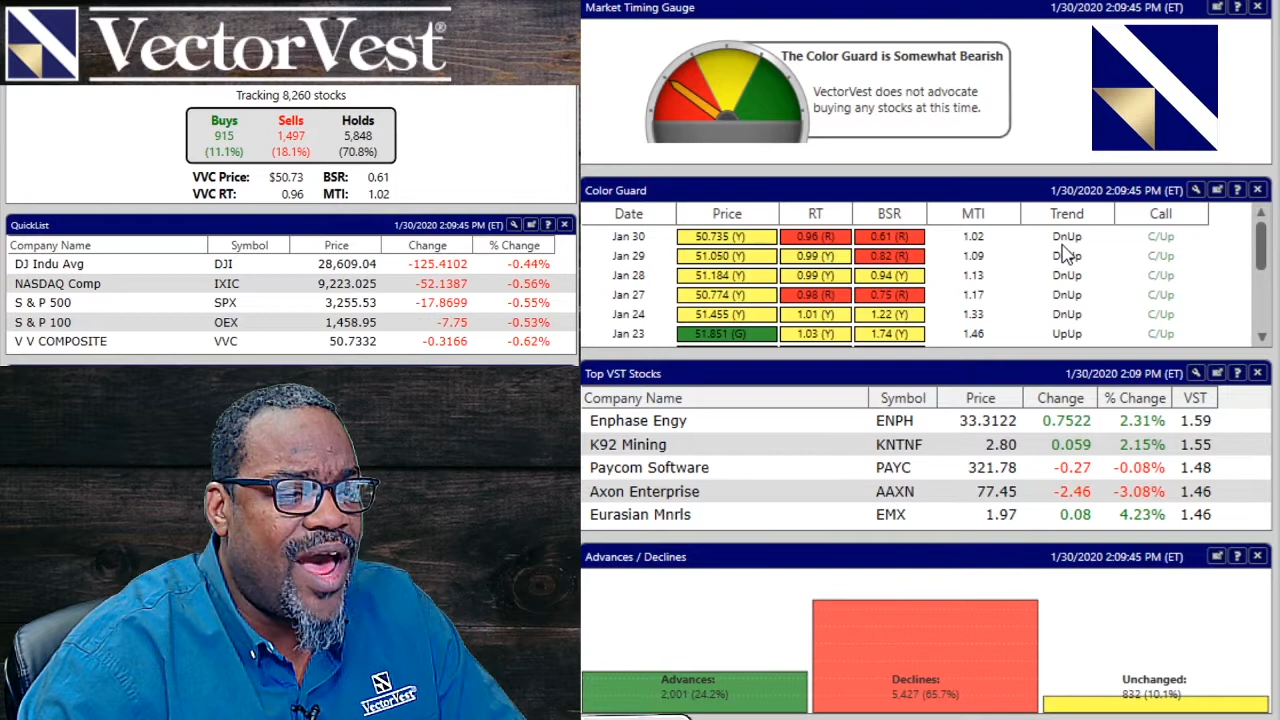 VectorVest®
Tracking 8,260 stocks
Buys Sells Holds
915 1,497 5,848
(11.1%) (18.1%) (70.8%)
VVC Price: $50.73 BSR: 0.61
VVC RT: 0.96 MTI: 1.02
QuickList 1/30/2020 2:09:45 PM (ET)
Company Name Symbol Price Change % Change
DJ Indu Avg DJI 28,609.04 -125.4102 -0.44%
NASDAQ Comp IXIC 9,223.025 -52.1387 -0.56%
S & P 500 SPX 3,255.53 -17.8699 -0.55%
S & P 100 OEX 1,458.95 -7.75 -0.53%
V V COMPOSITE VVC 50.7332 -0.3166 -0.62%
VectorVest
Market Timing Gauge 1/30/2020 2:09:45 PM (ET)
The Color Guard is Somewhat Bearish
VectorVest does not advocate
buying any stocks at this time.
Color Guard 1/30/2020 2:09:45 PM (ET)
Date Price RT BSR MTI Trend Call
Jan 30 50.735 (Y) 0.96 (R) 0.61 (R) 1.02 DnUp C/Up
Jan 29 51.050 (Y) 0.99 (Y) 0.82 (R) 1.09 DnUp C/Up
Jan 28 51.184 (Y) 0.99 (Y) 0.94 (Y) 1.13 DnUp C/Up
Jan 27 50.774 (Y) 0.98 (R) 0.75 (R) 1.17 DnUp C/Up
Jan 24 51.455 (Y) 1.01 (Y) 1.22 (Y) 1.33 DnUp C/Up
Jan 23 51.851 (G) 1.03 (Y) 1.74 (Y) 1.46 UpUp C/Up
Top VST Stocks 1/30/2020 2:09 PM (ET)
Company Name Symbol Price Change % Change VST
Enphase Engy ENPH 33.3122 0.7522 2.31% 1.59
K92 Mining KNTNF 2.80 0.059 2.15% 1.55
Paycom Software PAYC 321.78 -0.27 -0.08% 1.48
Axon Enterprise AAXN 77.45 -2.46 -3.08% 1.46
Eurasian Mnrls EMX 1.97 0.08 4.23% 1.46
Advances / Declines 1/30/2020 2:09:45 PM (ET)
Advances: Declines: Unchanged:
2,001 (24.2%) 5,427 (65.7%) 832 (10.1%)